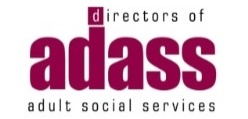 directors of
adass
adult social services